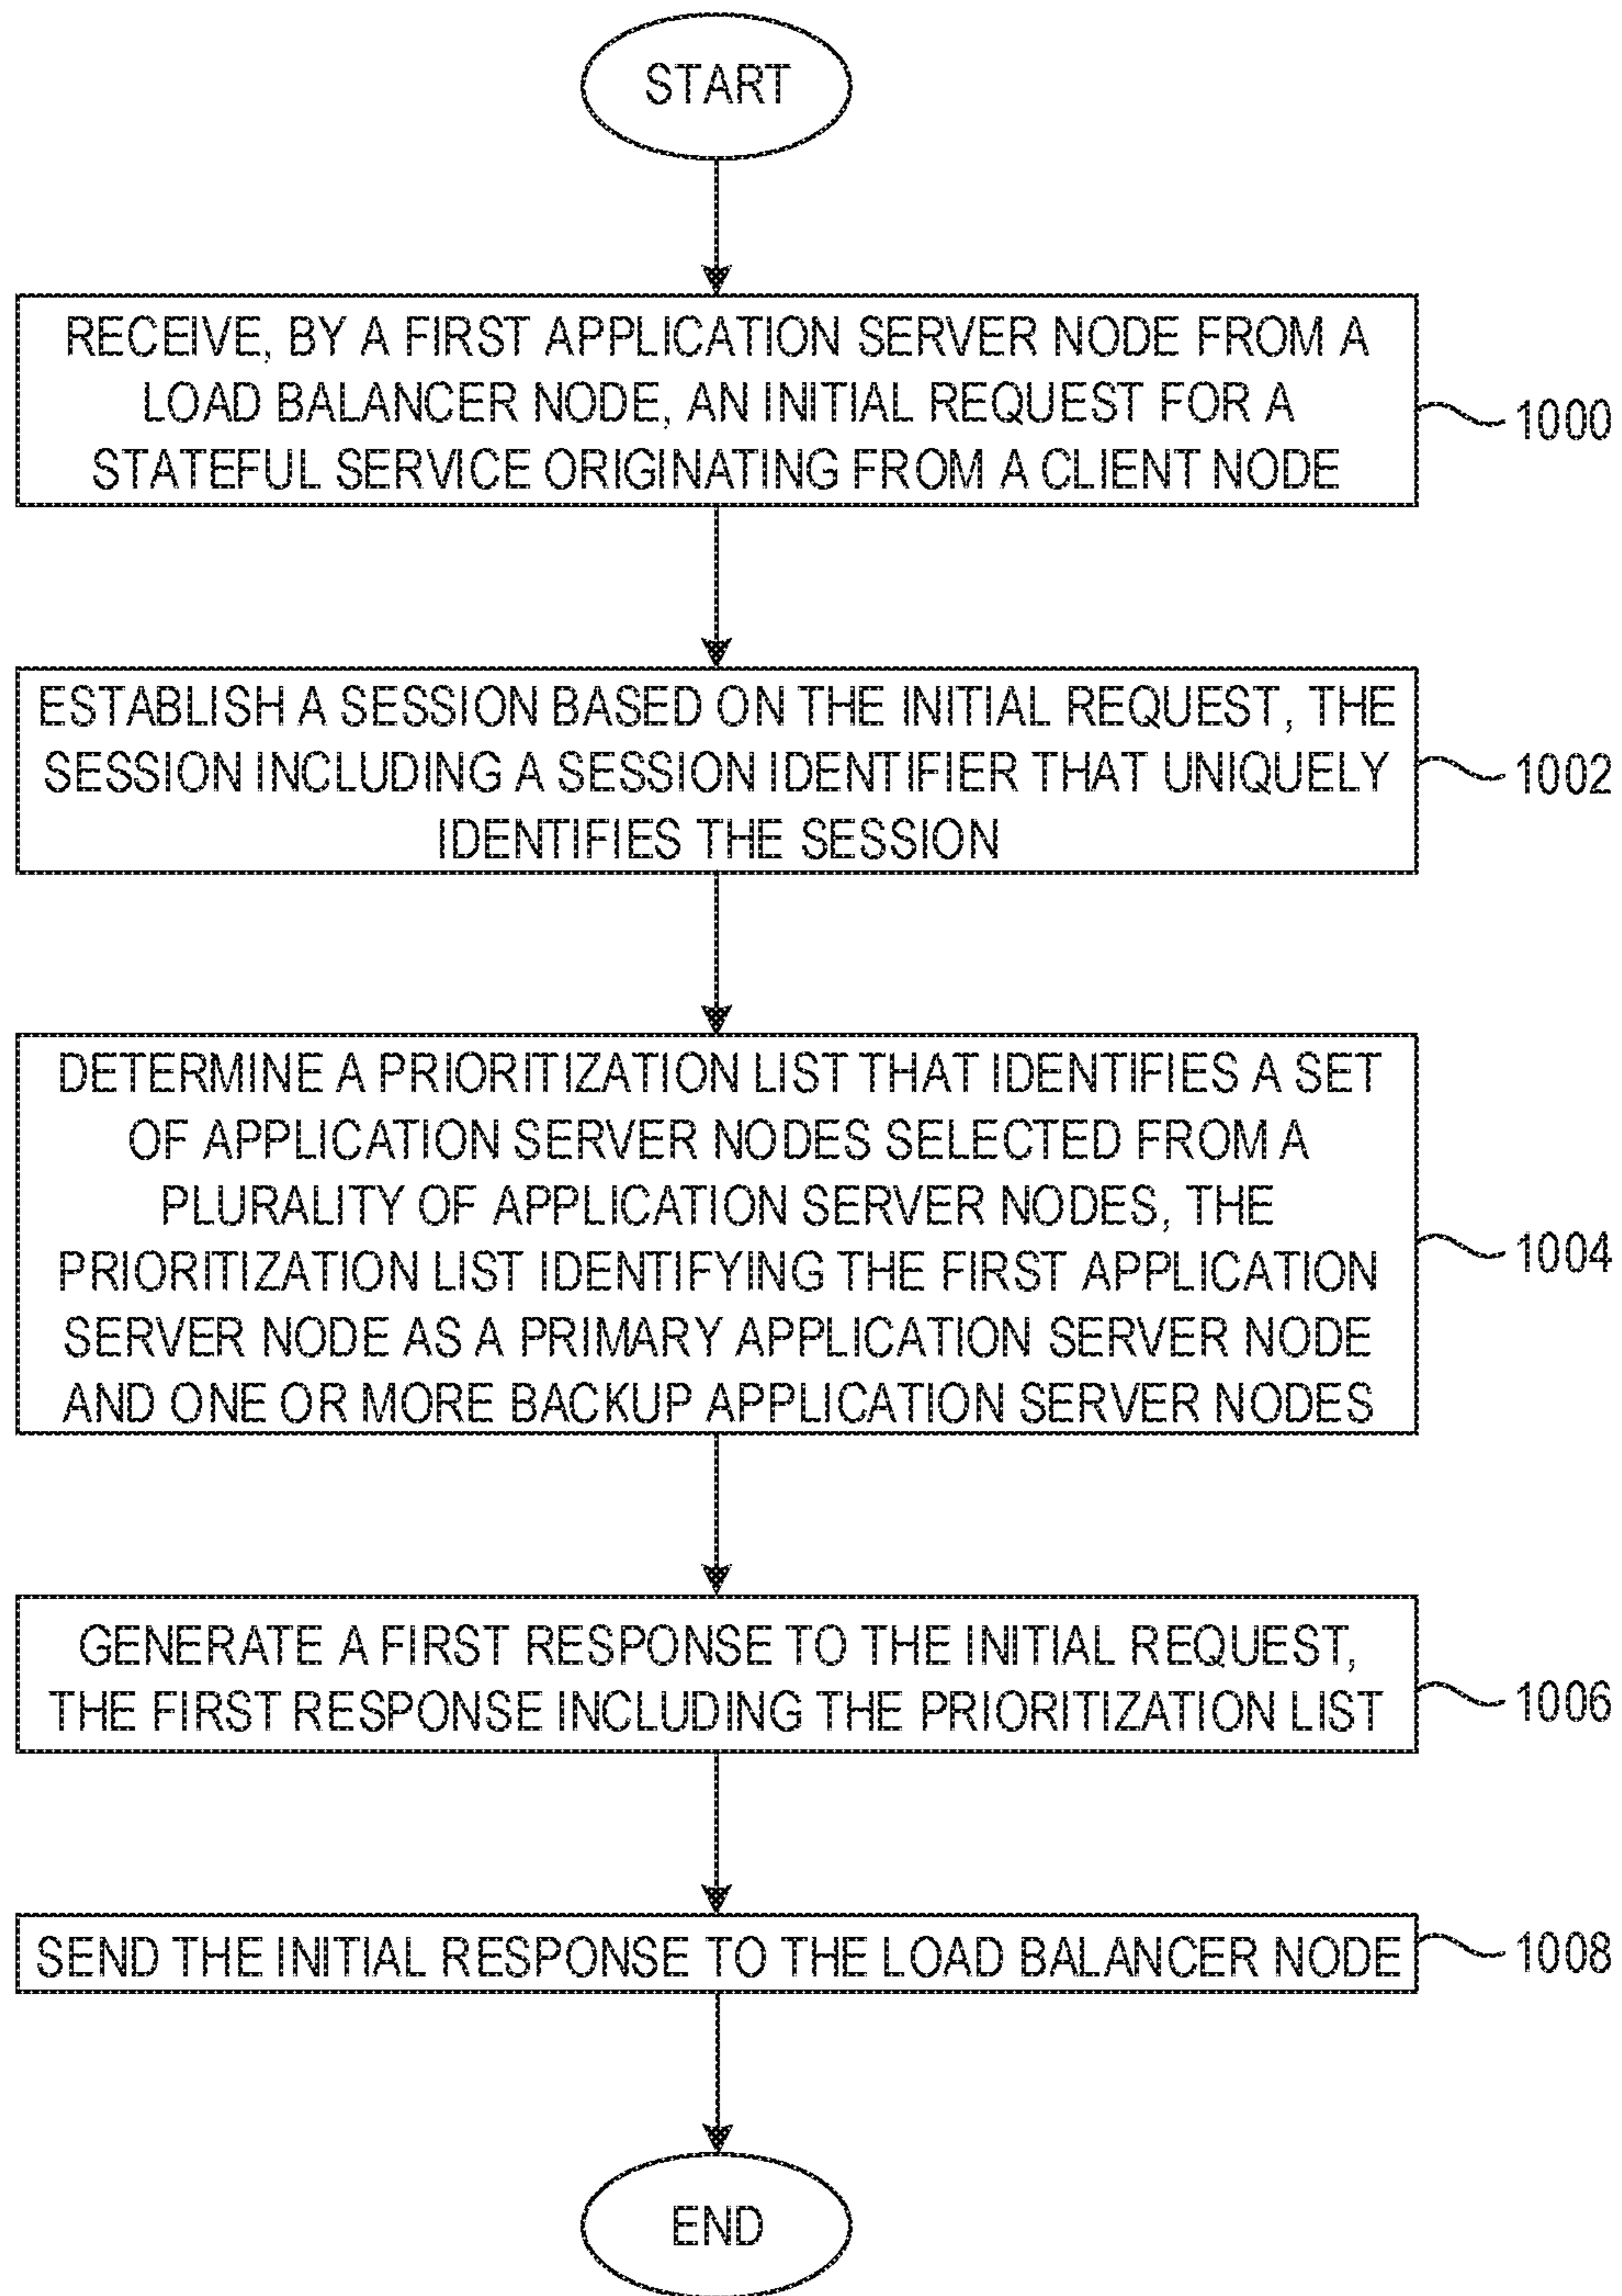 START
RECEIVE, BY A FIRST APPLICATION SERVER NODE FROM A
LOAD BALANCER NODE, AN INITIAL REQUEST FOR A
STATEFUL SERVICE ORIGINATING FROM A CLIENT NODE
1000
ESTABLISH A SESSION BASED ON THE INITIAL REQUEST, THE
SESSION INCLUDING A SESSION IDENTIFIER THAT UNIQUELY
IDENTIFIES THE SESSION
1002
DETERMINE A PRIORITIZATION LIST THAT IDENTIFIES A SET
OF APPLICATION SERVER NODES SELECTED FROM A
PLURALITY OF APPLICATION SERVER NODES, THE
PRIORITIZATION LIST IDENTIFYING THE FIRST APPLICATION
SERVER NODE AS A PRIMARY APPLICATION SERVER NODE
AND ONE OR MORE BACKUP APPLICATION SERVER NODES
1004
GENERATE A FIRST RESPONSE TO THE INITIAL REQUEST,
THE FIRST RESPONSE INCLUDING THE PRIORITIZATION LIST
1006
SEND THE INITIAL RESPONSE TO THE LOAD BALANCER NODE
1008
END